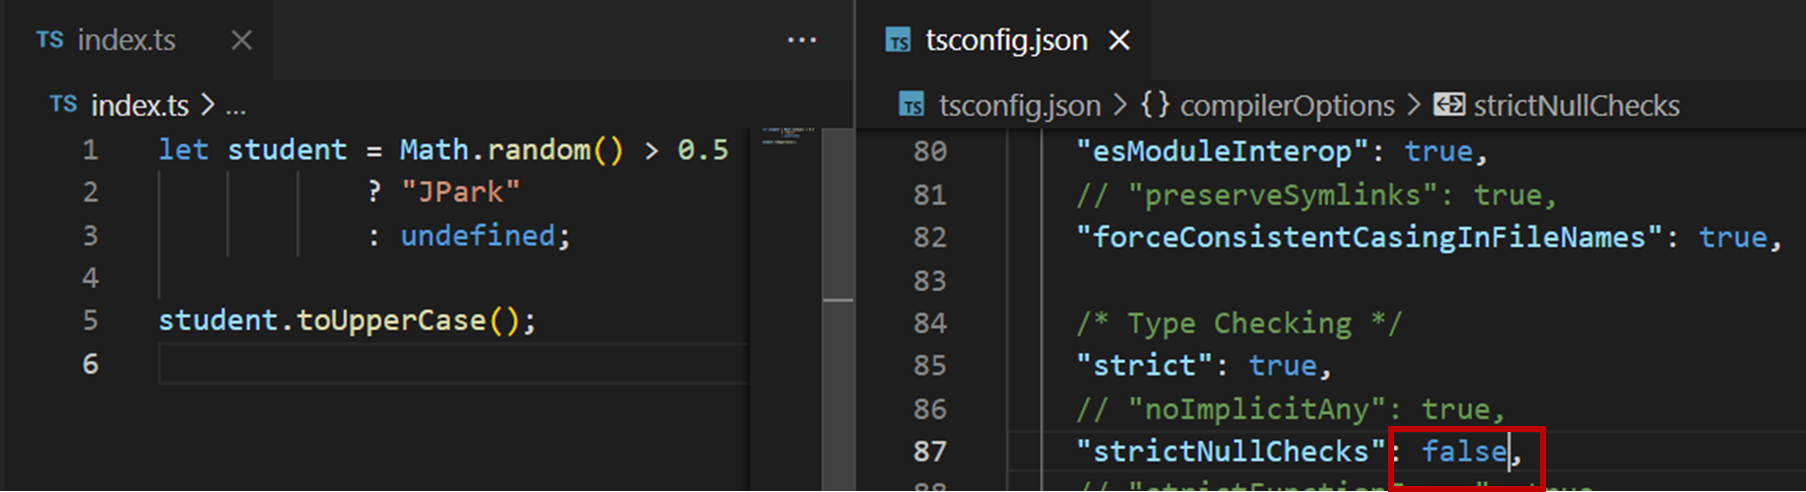 TS index.ts ×
...
TS index.ts > ...
1 let student = Math.random() > 0.5
2 ? "JPark"
3 : undefined;
4
5 student.toUpperCase();
6
TS tsconfig.json ×
TS tsconfig.json > {} compilerOptions > strictNullChecks
80 "esModuleInterop": true,
81 // "preserveSymlinks": true,
82 "forceConsistentCasingInFileNames": true,
83
84 /* Type Checking */
85 "strict": true,
86 // "noImplicitAny": true,
87 "strictNullChecks": false,
88 // "strictFunction